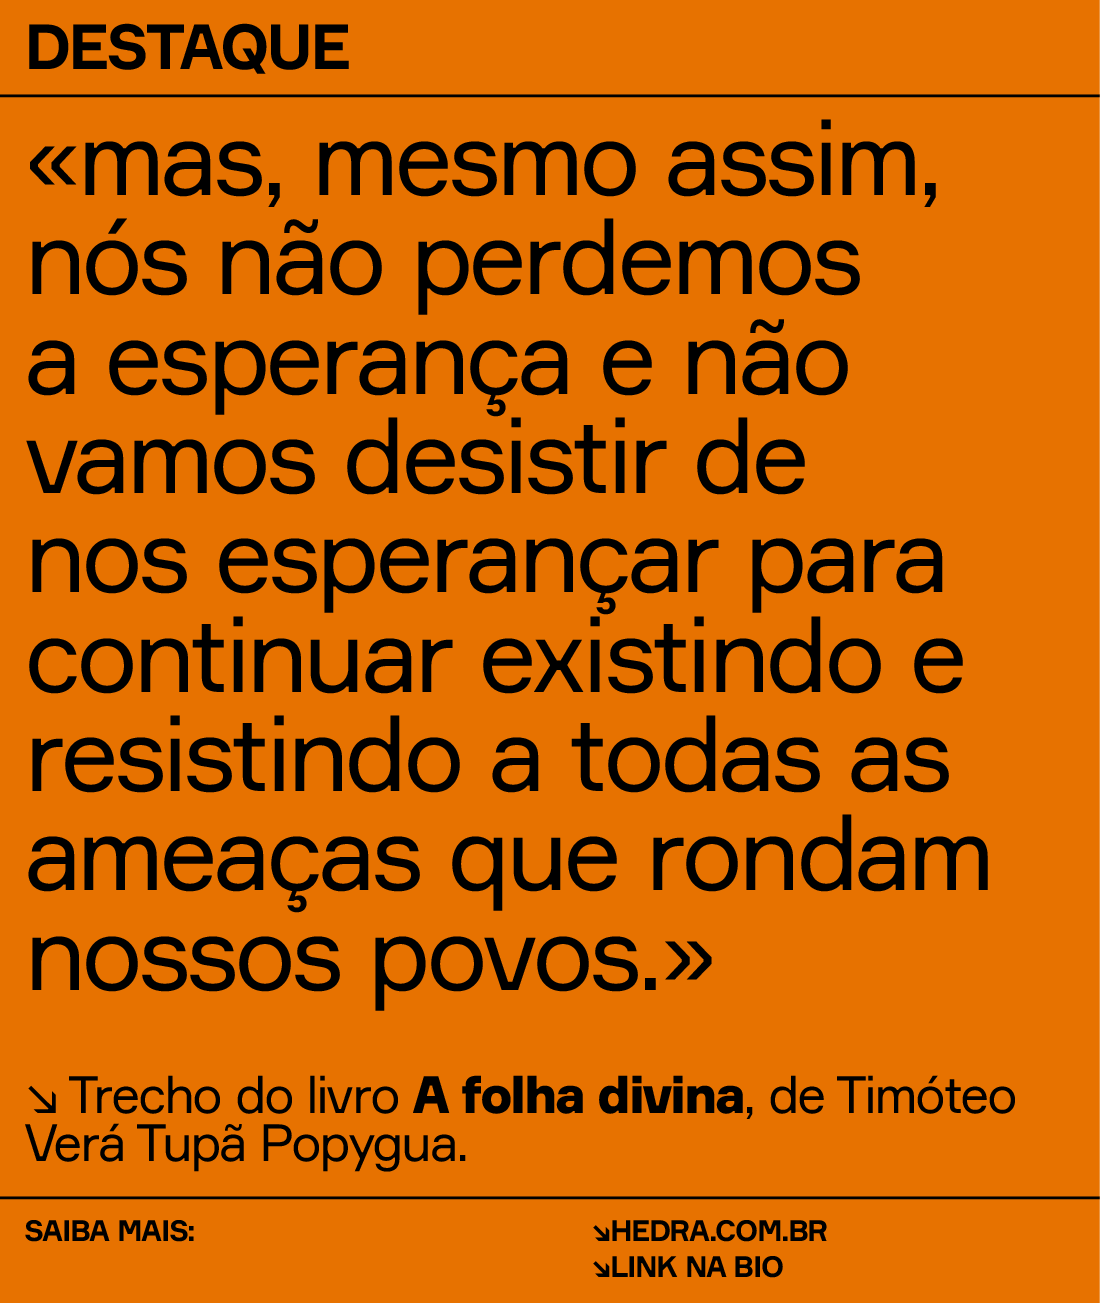 DESTAQUE
«mas, mesmo assim,
nós não perdemos
a esperança e não
vamos desistir de
nos esperançar para
continuar existindo e
resistindo a todas as
ameaças que rondam
nossos povos.»
↘ Trecho do livro A folha divina, de Timóteo
Verá Tupã Popygua.
SAIBA MAIS:
↘HEDRA.COM.BR
↘LINK NA BIO